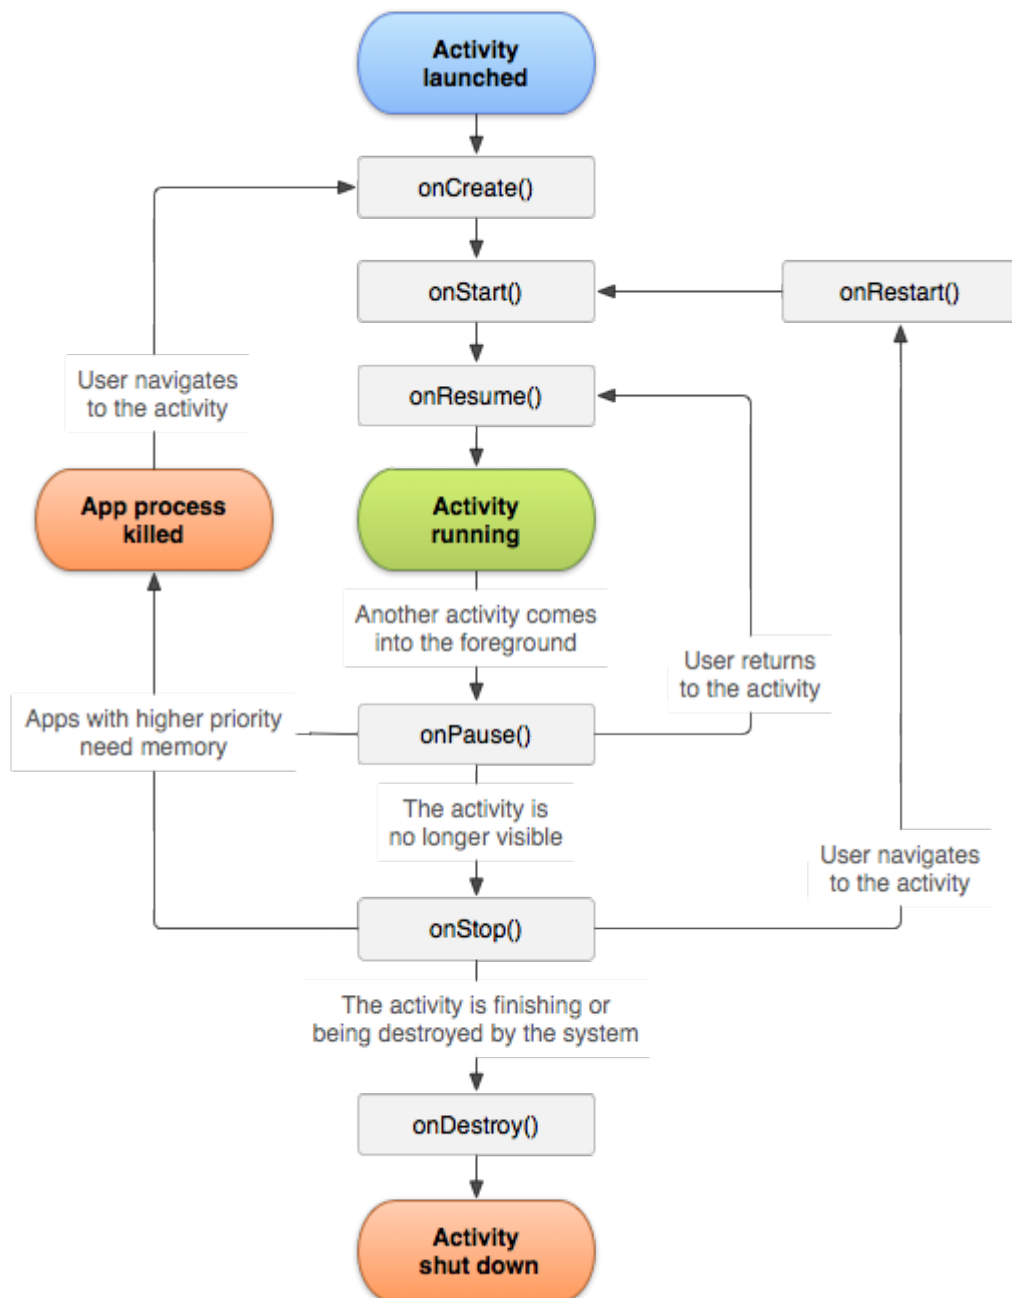 Activity
launched
onCreate()
onStart()
onRestart()
User navigates
to the activity
onResume()
App process
killed
Activity
running
Another activity comes
into the foreground
User returns
to the activity
Apps with higher priority
need memory
onPause()
The activity is
no longer visible
User navigates
to the activity
onStop()
The activity is finishing or
being destroyed by the system
onDestroy()
Activity
shut down